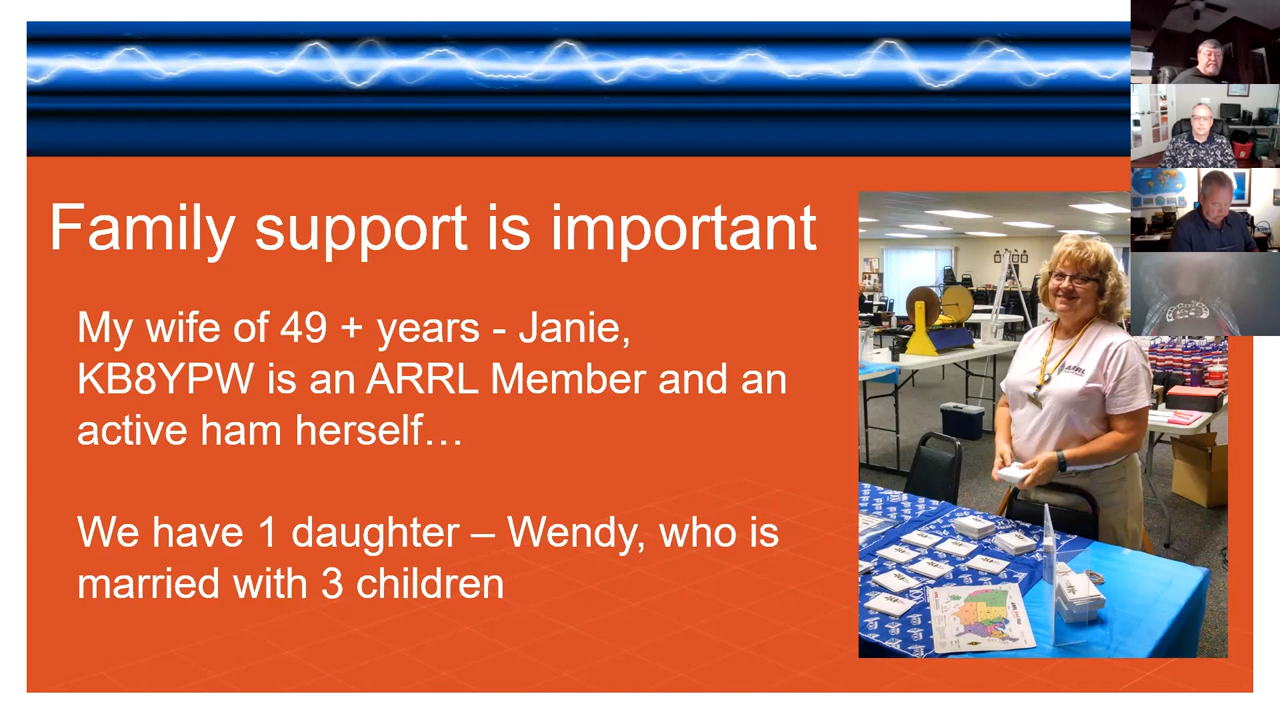 Family support is important
My wife of 49 + years - Janie,
KB8YPW is an ARRL Member and an
active ham herself…
We have 1 daughter – Wendy, who is
married with 3 children
ARRL